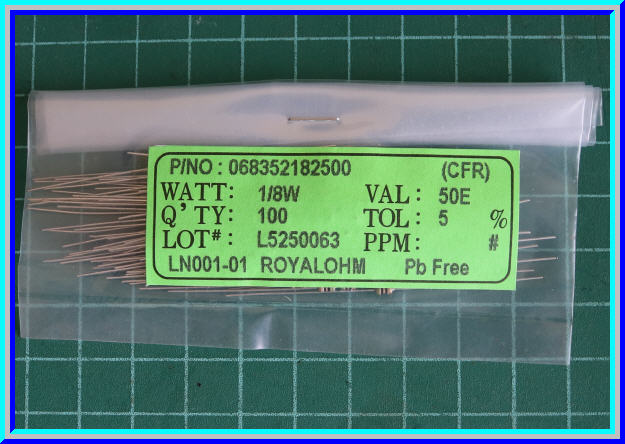 P/NO : 068352182500 (CFR)
WATT: 1/8W VAL : 50E
Q'TY: 100 TOL : 5 %
LOT# : L5250063 PPM : #
LN001-01 ROYALOHM Pb Free